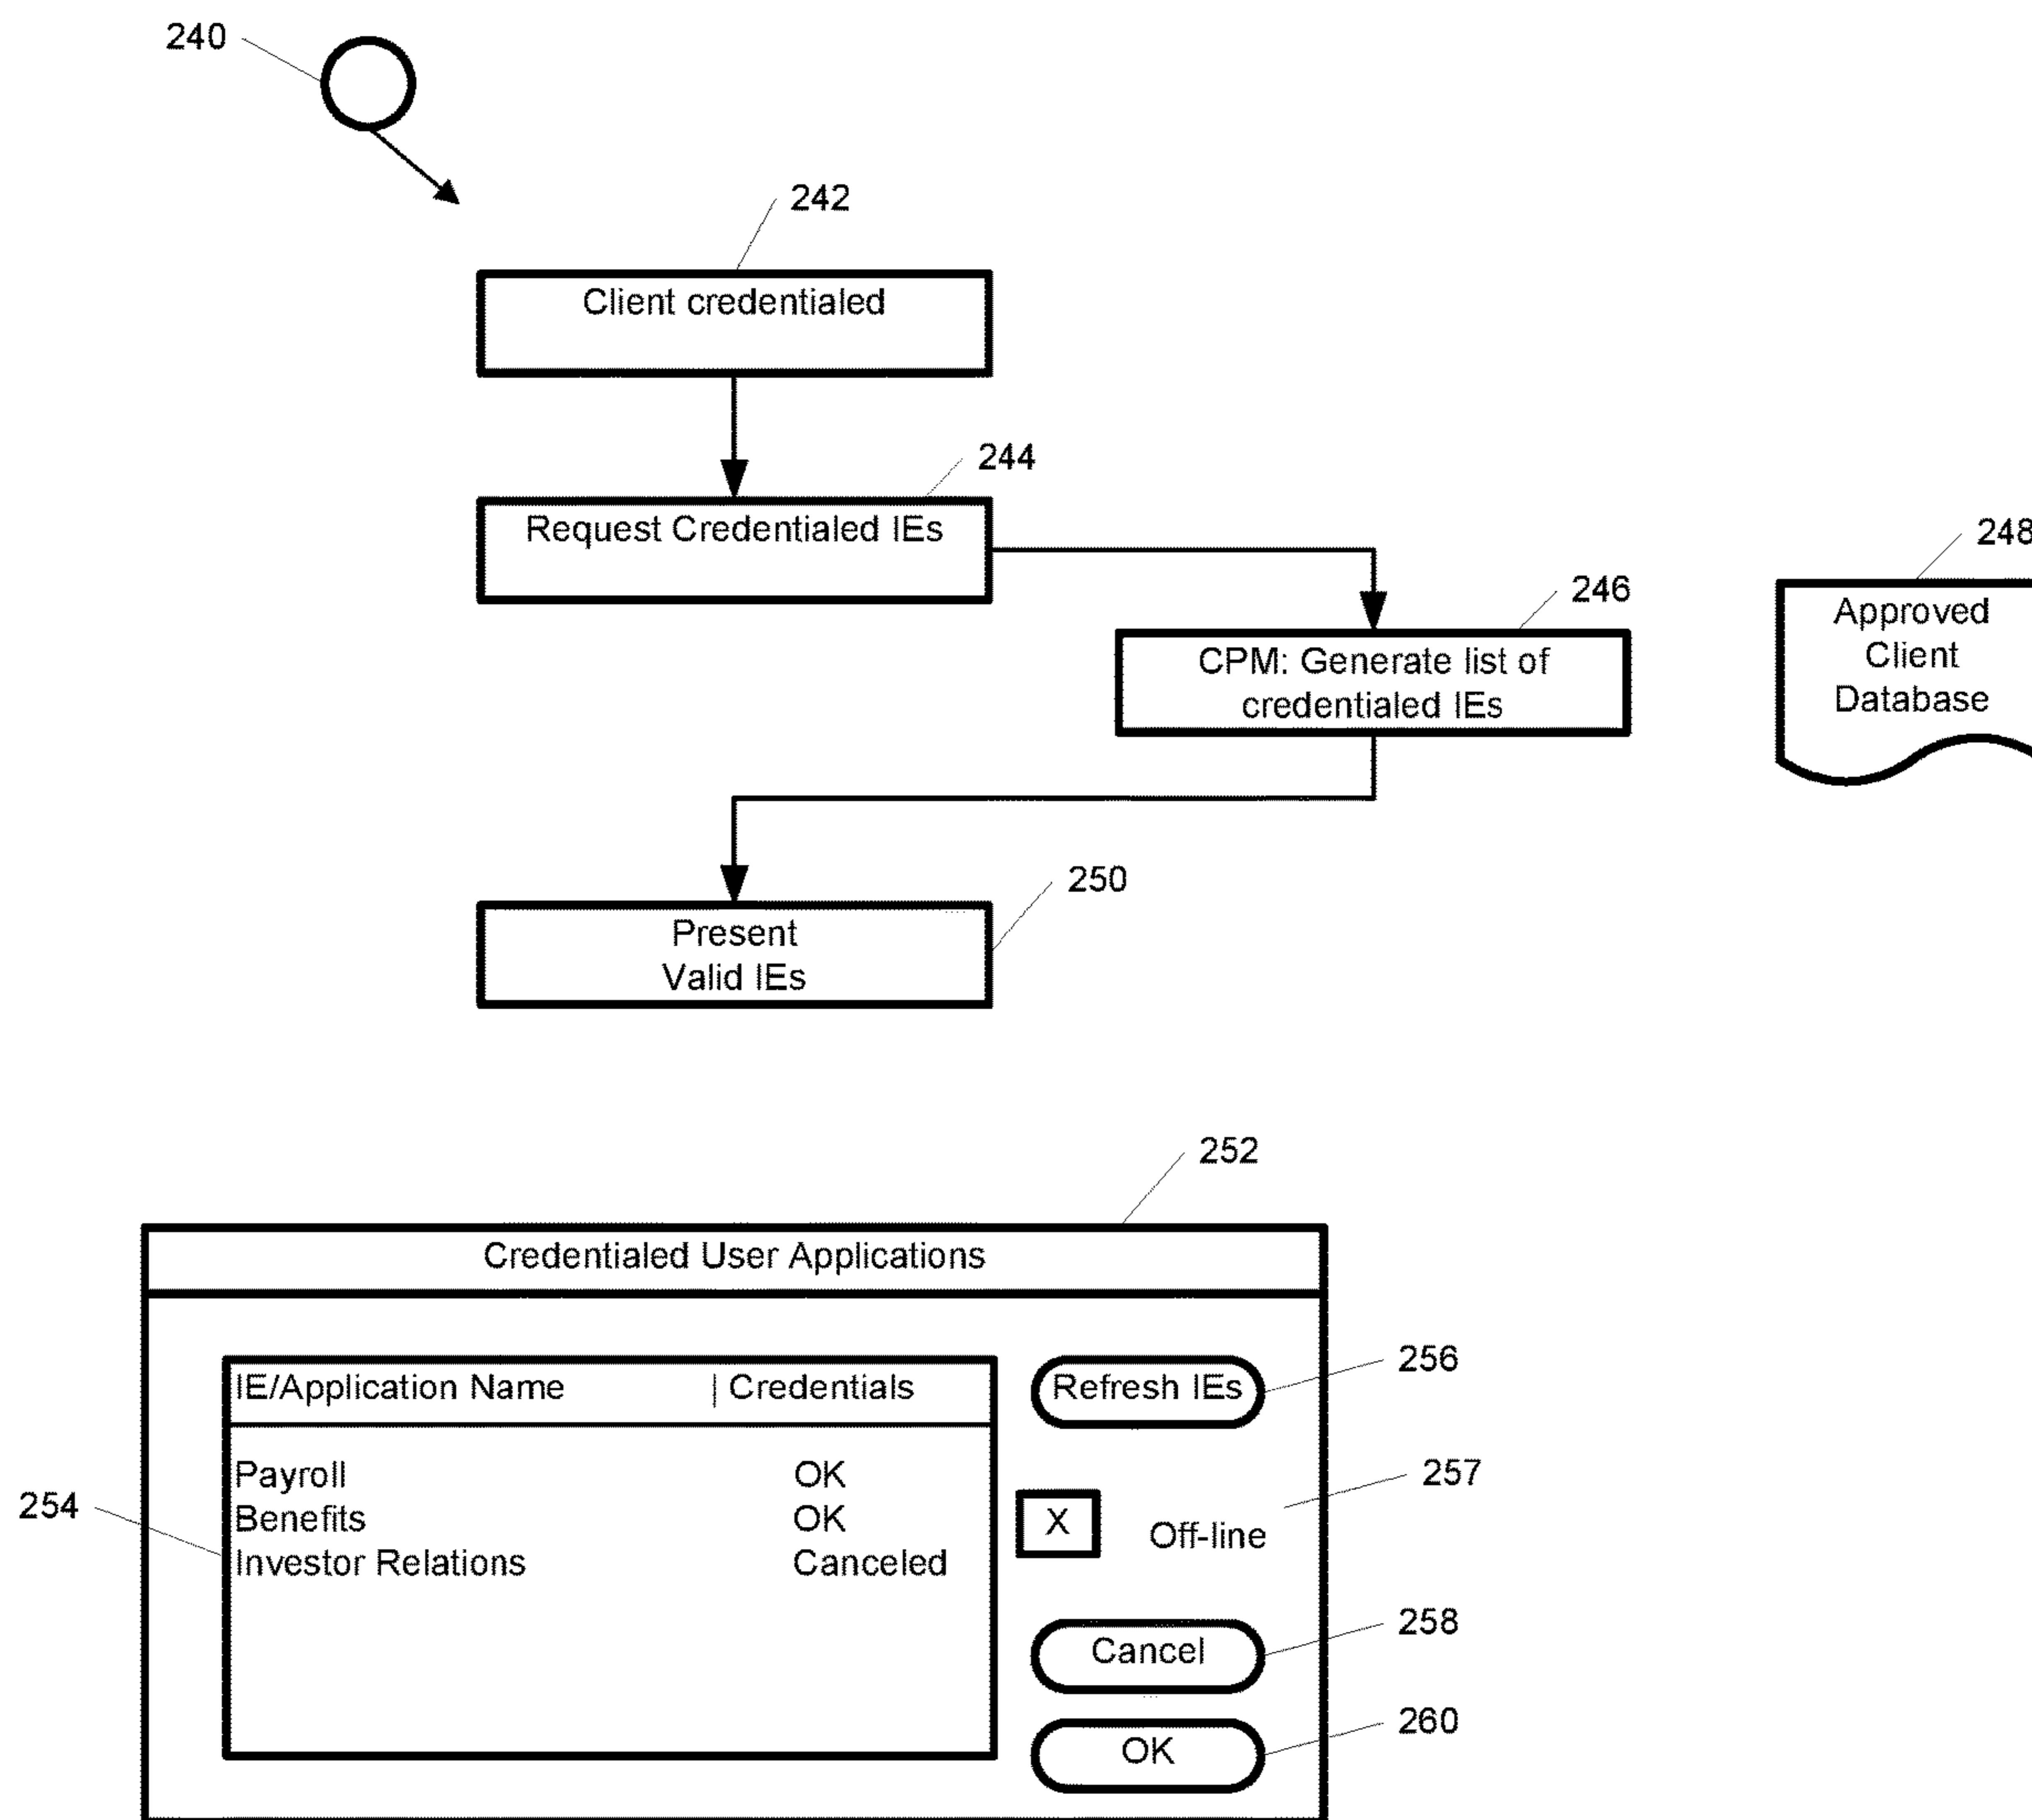 240
242
Client credentialed
244
Request Credentialed IEs
248
246
Approved
Client
Database
CPM: Generate list of
credentialed IEs
250
Present
Valid IEs
252
Credentialed User Applications
256
IE/Application Name | Credentials
Refresh IEs
257
Payroll OK
254
Benefits OK
X Off-line
Investor Relations Canceled
258
Cancel
260
OK